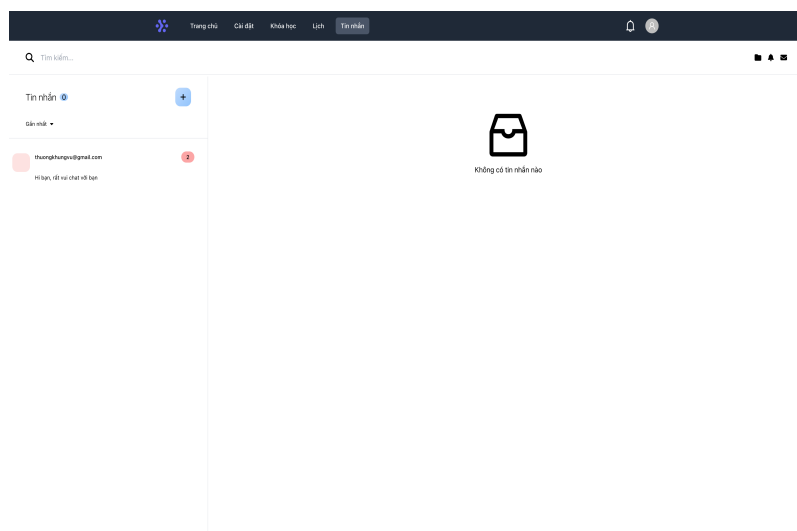 Trang chủ Cài đặt Khóa học Lịch Tin nhắn
Tìm kiếm...
Tin nhắn 0 +
Gần nhất
thuongkhungvu@gmail.com 2
Hi bạn, rất vui chat với bạn
Không có tin nhắn nào